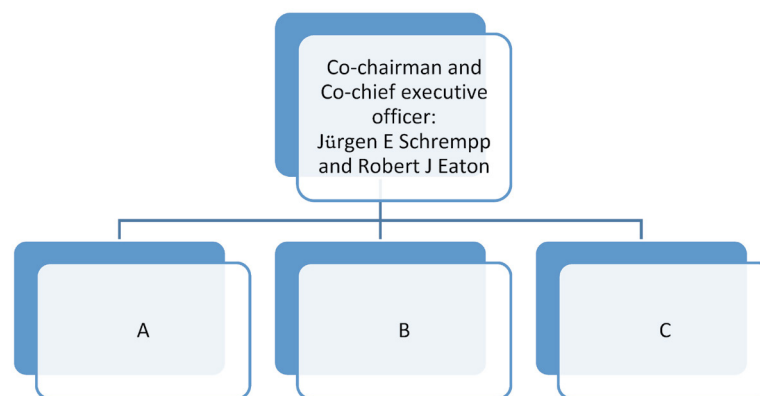 Co-chairman and
Co-chief executive
officer:
Jürgen E Schrempp
and Robert J Eaton
A
B
C